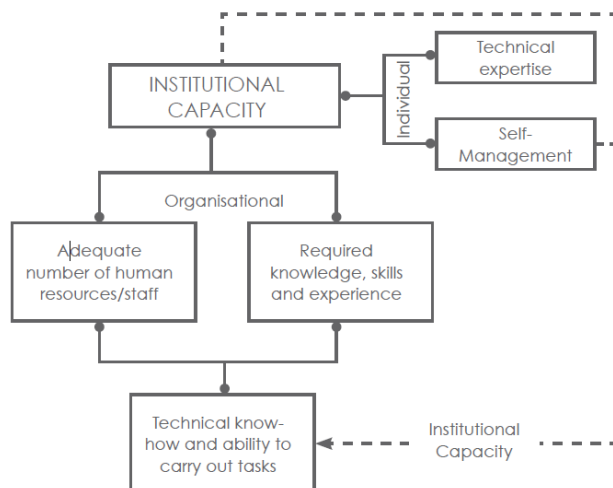 Technical
expertise
INSTITUTIONAL
CAPACITY
Individual
Self-
Management
Organisational
Adequate
number of human
resources/staff
Required
knowledge, skills
and experience
Technical know-
how and ability to
carry out tasks
Institutional
Capacity